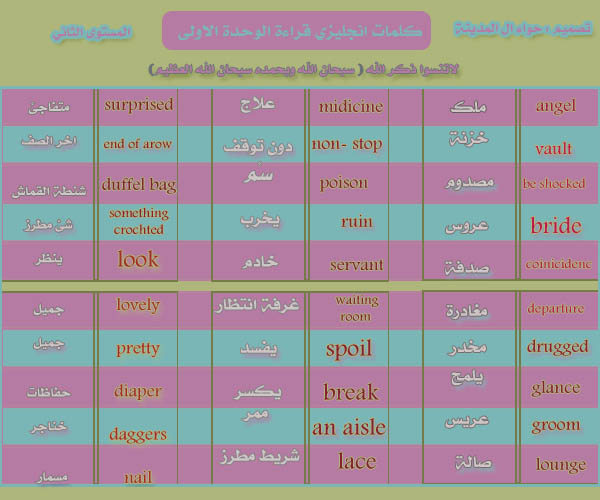 تصميم ، حواء ال المدينة
كلمات انجليزي قراءة الوحدة الاولى
المستوى الثاني
لاتنسوا ذكر الله ( سبحان الله وبحمده سبحان الله العظيم)
angel ملك midicine علاج surprised متفاجئ
vault خزنة non- stop دون توقف end of arow اخر الصف
be shocked مصدوم poison سم duffel bag شنطة القماش
bride عروس ruin يخرب something crochted شئ مطرز
coinicidenc صدفة servant خادم look ينظر
departure مغادرة waiting room غرفة انتظار lovely جميل
drugged مخدر spoil يفسد pretty جميل
glance يلمح break يكسر diaper حفاظات
groom عريس an aisle ممر daggers خناجر
lounge صالة lace شريط مطرز nail مسمار